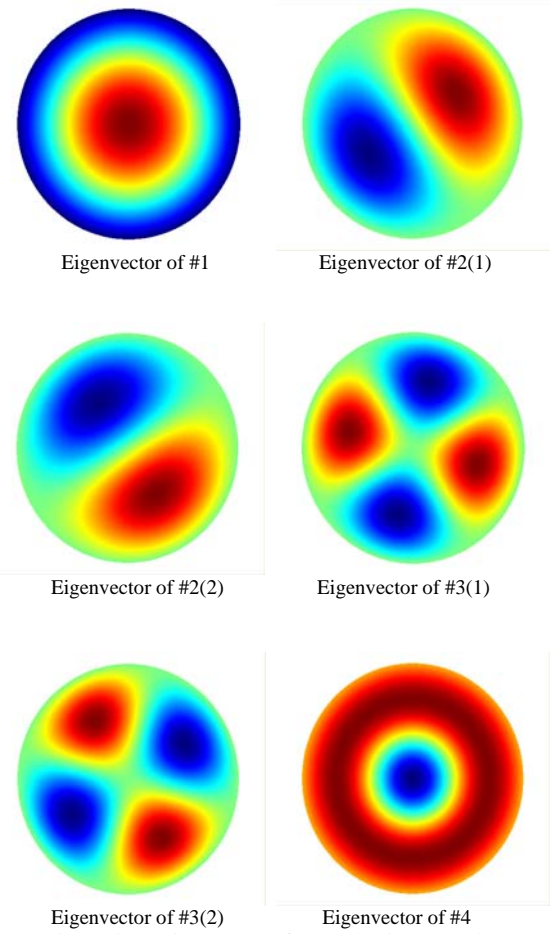 Eigenvector of #1
Eigenvector of #2(1)
Eigenvector of #2(2)
Eigenvector of #3(1)
Eigenvector of #3(2)
Eigenvector of #4